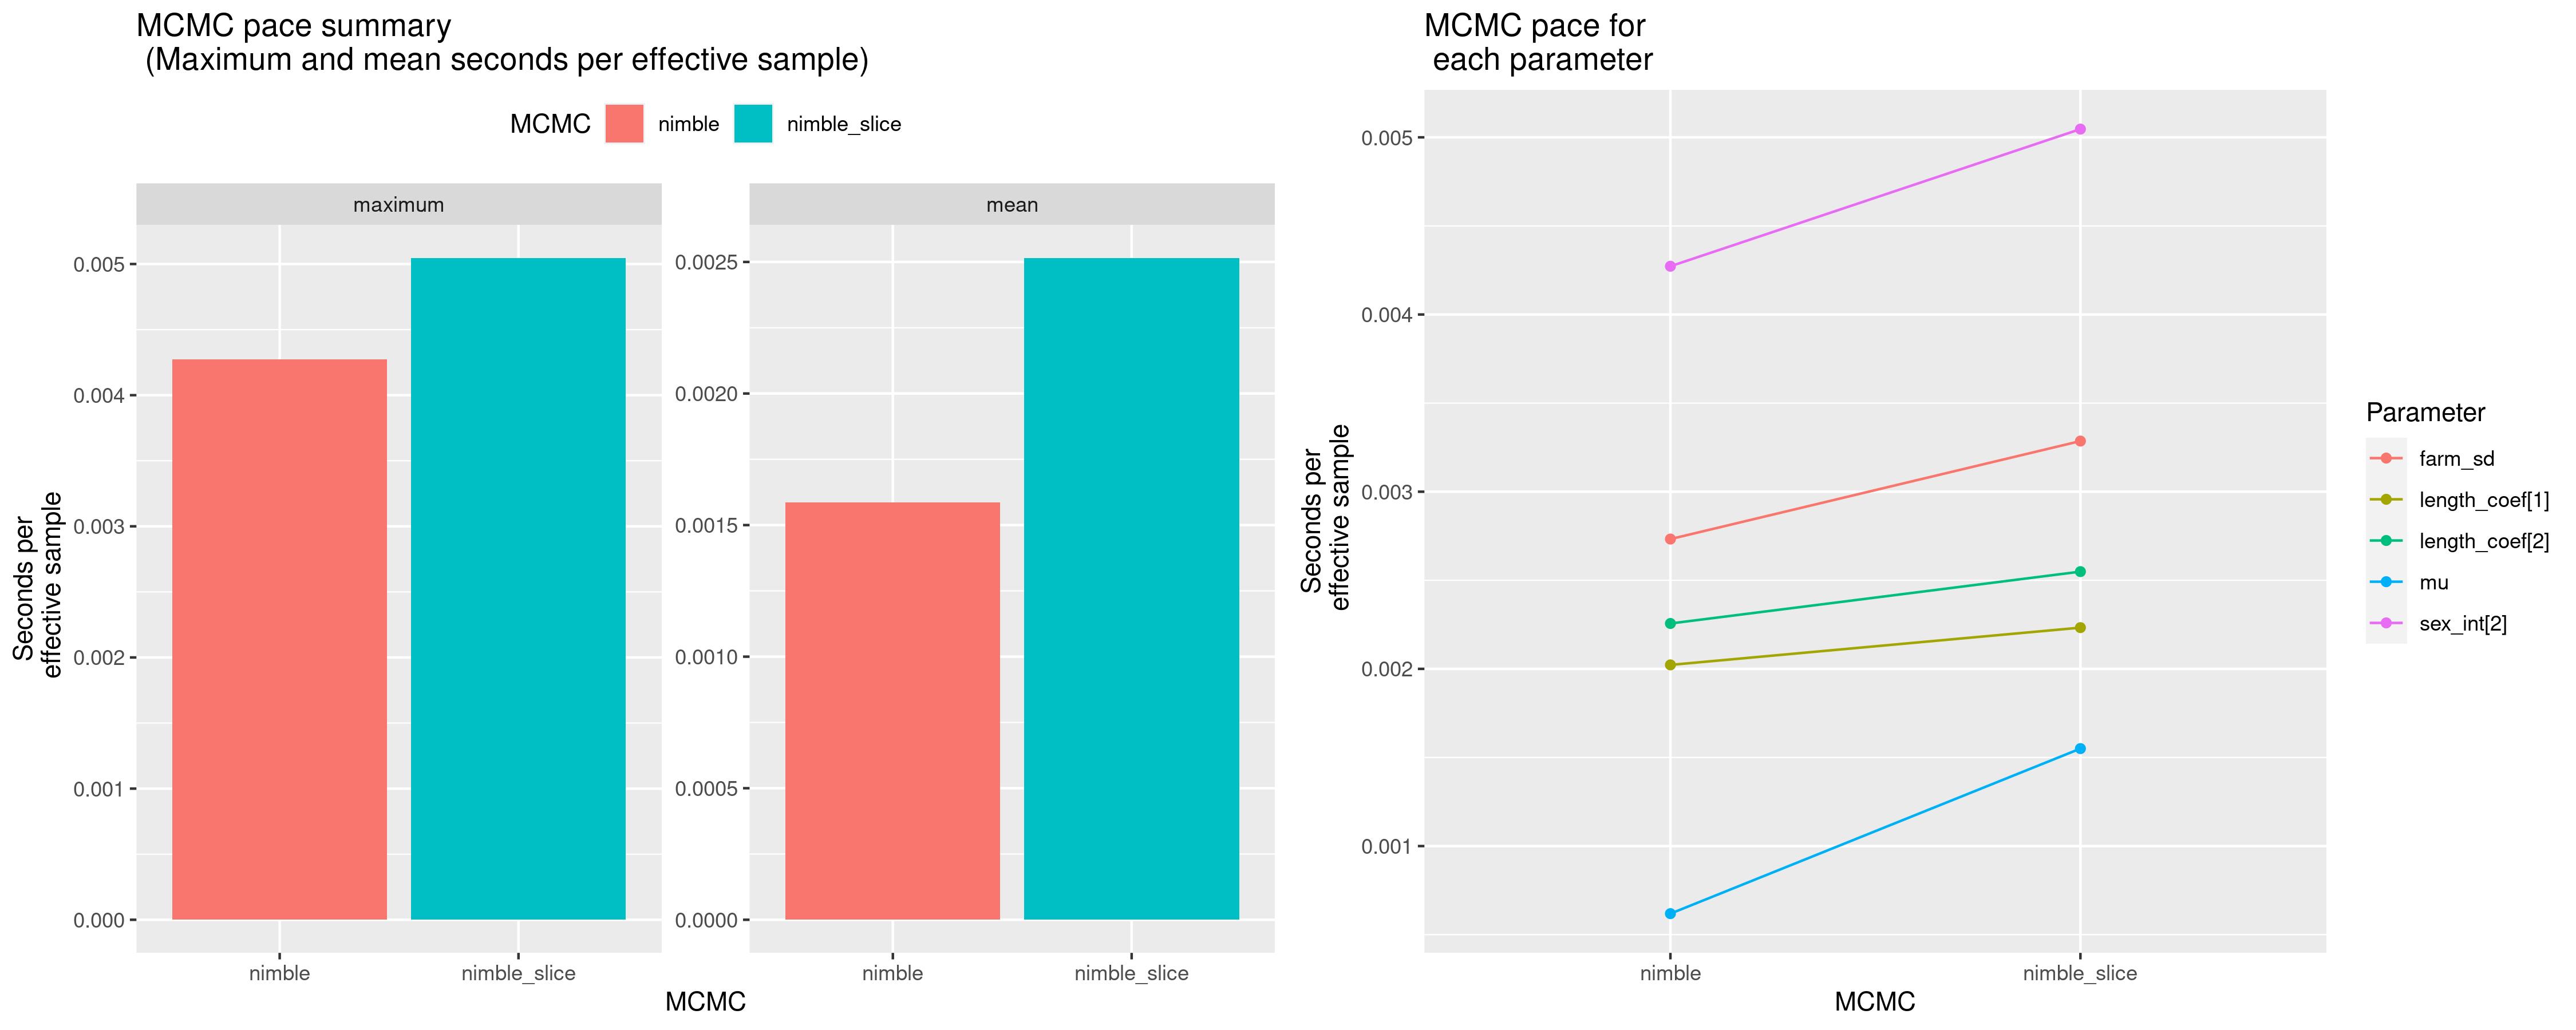 MCMC pace summary
(Maximum and mean seconds per effective sample)
MCMC nimble nimble_slice
maximum
mean
Seconds per
effective sample
0.005
0.004
0.003
0.002
0.001
0.000
0.0025
0.0020
0.0015
0.0010
0.0005
0.0000
nimble nimble_slice
nimble nimble_slice
MCMC
MCMC pace for
each parameter
Seconds per
effective sample
0.005
0.004
0.003
0.002
0.001
nimble nimble_slice
MCMC
Parameter
farm_sd
length_coef[1]
length_coef[2]
mu
sex_int[2]